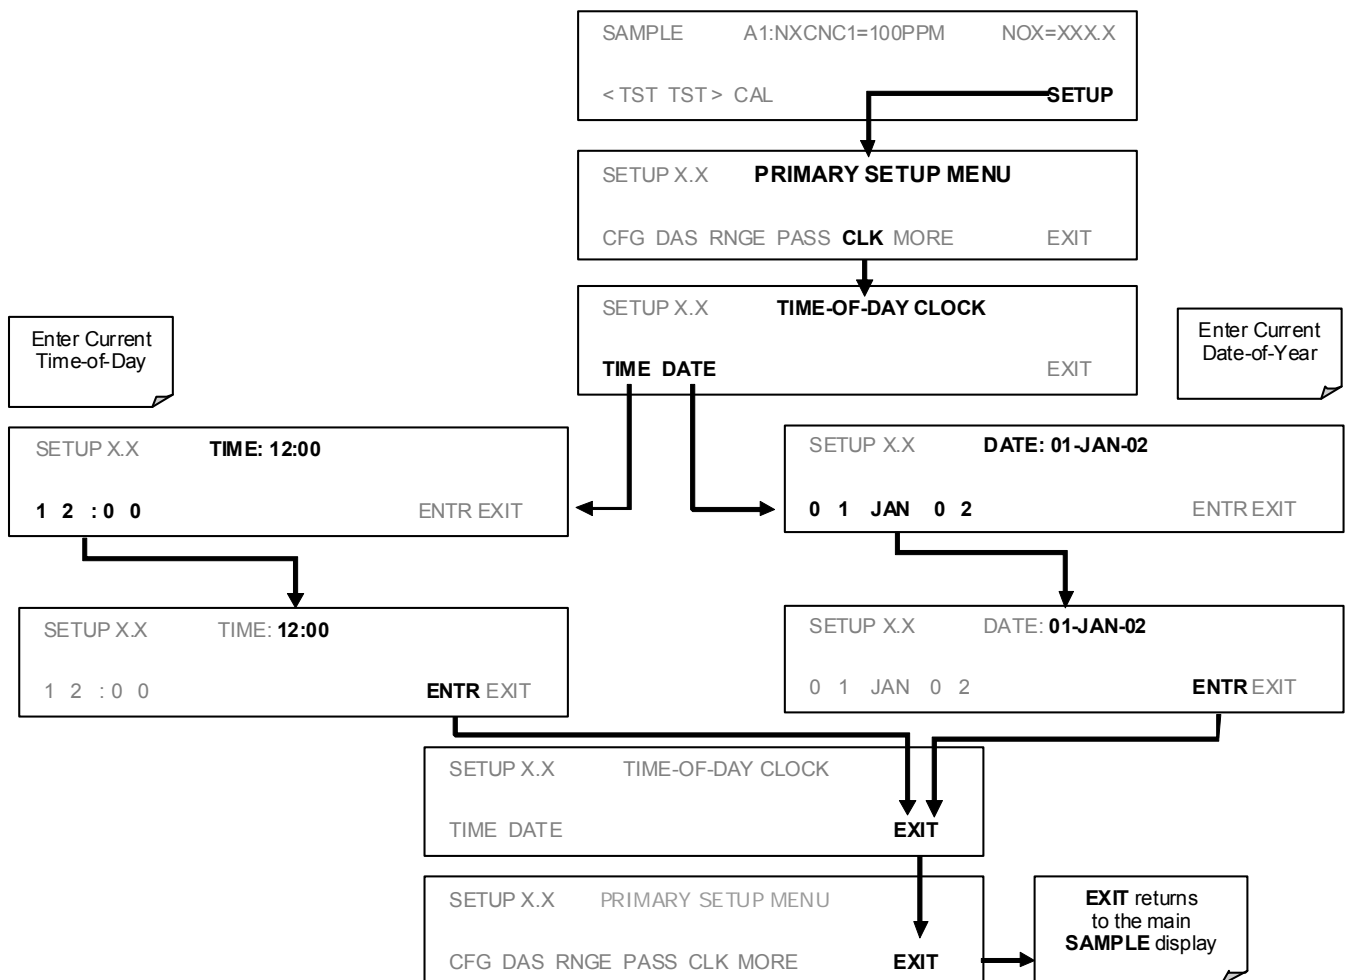 SAMPLE A1:NXCNC1=100PPM NOX=XXX.X
< TST TST > CAL SETUP
SETUP X.X PRIMARY SETUP MENU
CFG DAS RNGE PASS CLK MORE EXIT
SETUP X.X TIME-OF-DAY CLOCK
TIME DATE EXIT
Enter Current
Time-of-Day
Enter Current
Date-of-Year
SETUP X.X TIME: 12:00
1 2 : 0 0 ENTR EXIT
SETUP X.X DATE: 01-JAN-02
0 1 JAN 0 2 ENTR EXIT
SETUP X.X TIME: 12:00
1 2 : 0 0 ENTR EXIT
SETUP X.X DATE: 01-JAN-02
0 1 JAN 0 2 ENTR EXIT
SETUP X.X TIME-OF-DAY CLOCK
TIME DATE EXIT
SETUP X.X PRIMARY SETUP MENU
CFG DAS RNGE PASS CLK MORE EXIT
EXIT returns
to the main
SAMPLE display